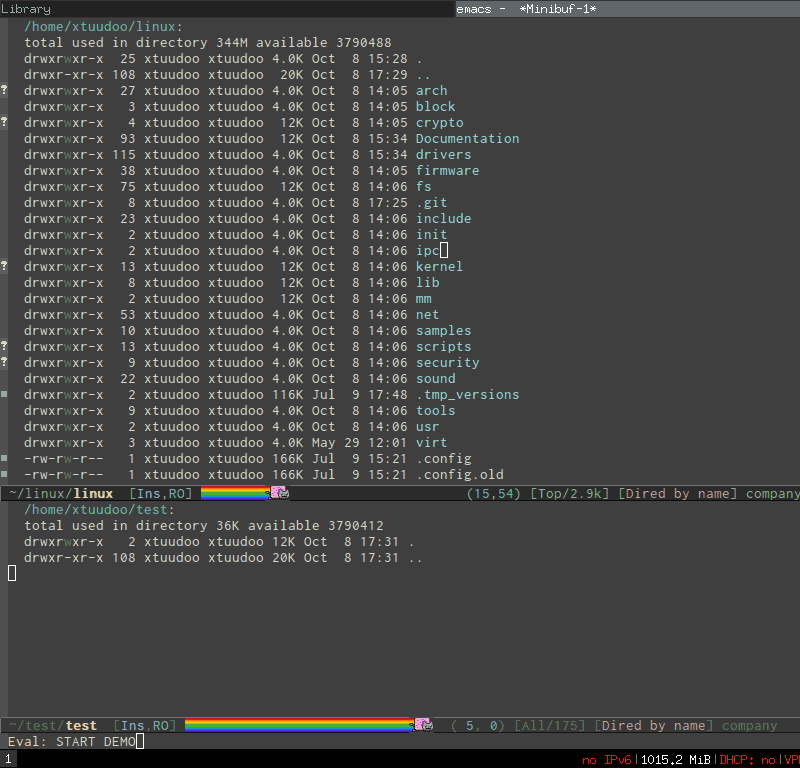 Library emacs - *Minibuf-1*
/home/xtuudoo/linux:
total used in directory 344M available 3790488
drwxrwxr-x 25 xtuudoo xtuudoo 4.0K Oct 8 15:28 .
drwxr-xr-x 108 xtuudoo xtuudoo 20K Oct 8 17:29 ..
? drwxrwxr-x 27 xtuudoo xtuudoo 4.0K Oct 8 14:05 arch
drwxrwxr-x 3 xtuudoo xtuudoo 4.0K Oct 8 14:05 block
? drwxrwxr-x 4 xtuudoo xtuudoo 12K Oct 8 14:05 crypto
drwxrwxr-x 93 xtuudoo xtuudoo 12K Oct 8 15:34 Documentation
drwxrwxr-x 115 xtuudoo xtuudoo 4.0K Oct 8 15:34 drivers
drwxrwxr-x 38 xtuudoo xtuudoo 4.0K Oct 8 14:05 firmware
drwxrwxr-x 75 xtuudoo xtuudoo 12K Oct 8 14:06 fs
drwxrwxr-x 8 xtuudoo xtuudoo 4.0K Oct 8 17:25 .git
drwxrwxr-x 23 xtuudoo xtuudoo 4.0K Oct 8 14:06 include
drwxrwxr-x 2 xtuudoo xtuudoo 4.0K Oct 8 14:06 init
drwxrwxr-x 2 xtuudoo xtuudoo 4.0K Oct 8 14:06 ipc
? drwxrwxr-x 13 xtuudoo xtuudoo 12K Oct 8 14:06 kernel
drwxrwxr-x 8 xtuudoo xtuudoo 12K Oct 8 14:06 lib
drwxrwxr-x 2 xtuudoo xtuudoo 12K Oct 8 14:06 mm
drwxrwxr-x 53 xtuudoo xtuudoo 4.0K Oct 8 14:06 net
drwxrwxr-x 10 xtuudoo xtuudoo 4.0K Oct 8 14:06 samples
? drwxrwxr-x 13 xtuudoo xtuudoo 4.0K Oct 8 14:06 scripts
? drwxrwxr-x 9 xtuudoo xtuudoo 4.0K Oct 8 14:06 security
drwxrwxr-x 22 xtuudoo xtuudoo 4.0K Oct 8 14:06 sound
drwxrwxr-x 2 xtuudoo xtuudoo 116K Jul 9 17:48 .tmp_versions
drwxrwxr-x 9 xtuudoo xtuudoo 4.0K Oct 8 14:06 tools
drwxrwxr-x 2 xtuudoo xtuudoo 4.0K Oct 8 14:06 usr
drwxrwxr-x 3 xtuudoo xtuudoo 4.0K May 29 12:01 virt
-rw-rw-r-- 1 xtuudoo xtuudoo 166K Jul 9 15:21 .config
-rw-rw-r-- 1 xtuudoo xtuudoo 166K Jul 9 15:21 .config.old
~/linux/linux [Ins,RO] (15,54) [Top/2.9k] [Dired by name] company
/home/xtuudoo/test:
total used in directory 36K available 3790412
drwxrwxr-x 2 xtuudoo xtuudoo 12K Oct 8 17:31 .
drwxr-xr-x 108 xtuudoo xtuudoo 20K Oct 8 17:31 ..
~/test/test [Ins,RO] ( 5, 0) [All/175] [Dired by name] company
Eval: START DEMO
1 no IPv6|1015.2 MiB|DHCP: no|VP